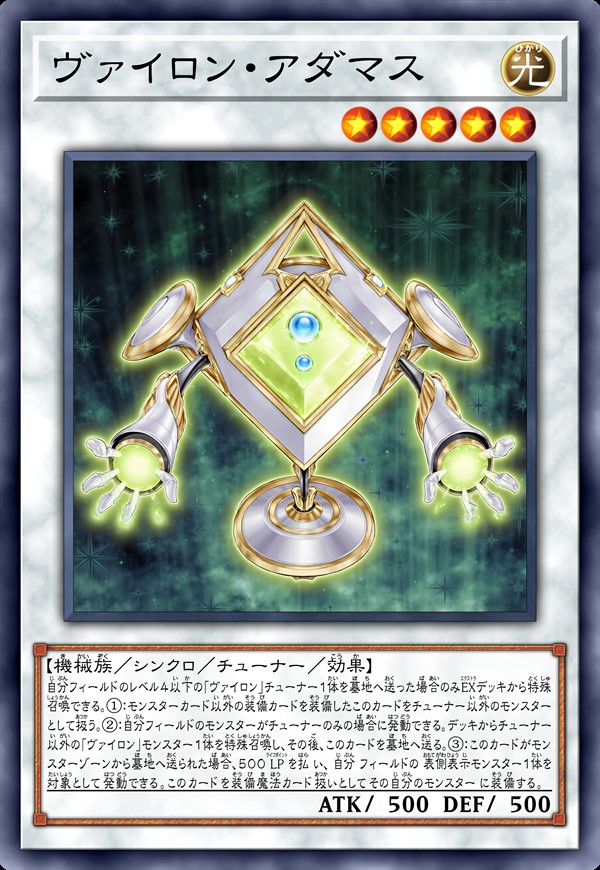 ヴァイロン・アダマス
光
ひかり
【機械族／シンクロ／チューナー／効果】
自分フィールドのレベル4以下の「ヴァイロン」チューナー1体を墓地へ送った場合のみEXデッキから特殊
召喚できる。①：モンスターカード以外の装備カードを装備したこのカードをチューナー以外のモンスター
として扱う。②：自分フィールドのモンスターがチューナーのみの場合に発動できる。デッキからチューナー
以外の「ヴァイロン」モンスター1体を特殊召喚し、その後、このカードを墓地へ送る。③：このカードがモン
スターゾーンから墓地へ送られた場合、500 LPを払い、自分フィールドの表側表示モンスター1体を
対象として発動できる。このカードを装備魔法カード扱いとしてその自分のモンスターに装備する。
ATK/ 500 DEF/ 500